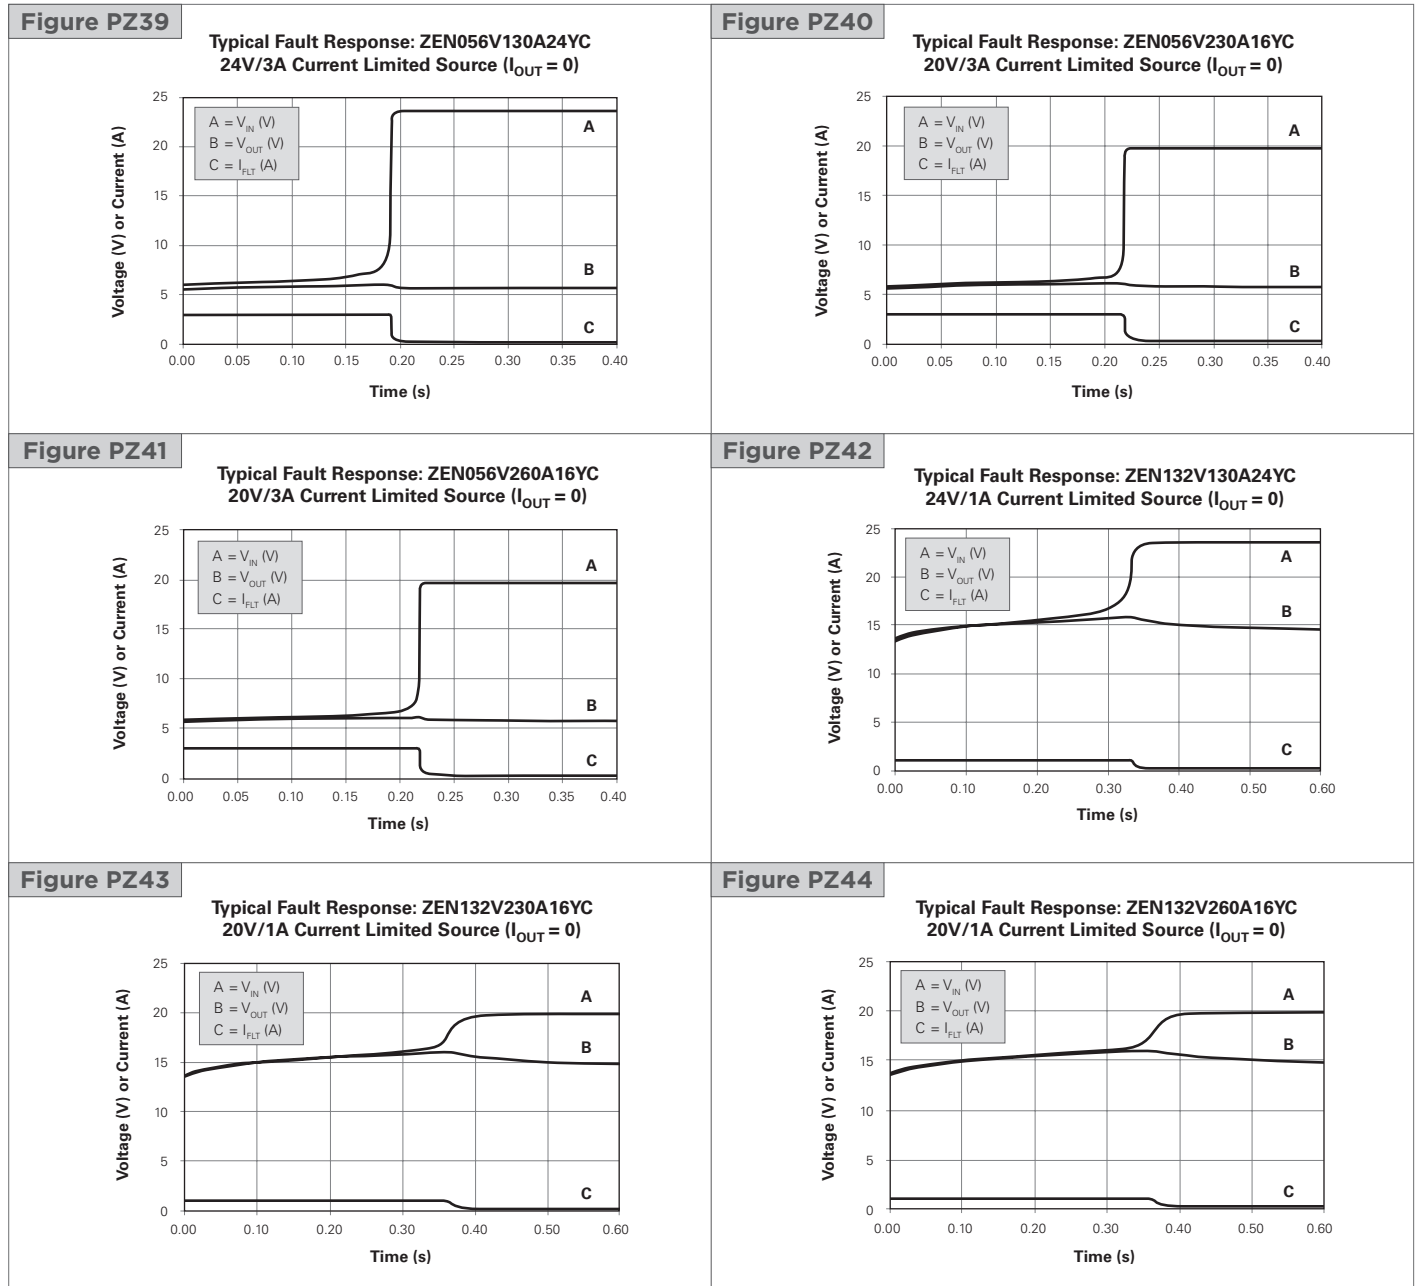 Figure PZ39
Typical Fault Response: ZEN056V130A24YC
24V/3A Current Limited Source (IOUT = 0)
Voltage (V) or Current (A)
25
20
15
10
5
0
A = VIN (V)
B = VOUT (V)
C = IFLT (A)
A
B
C
0.00 0.05 0.10 0.15 0.20 0.25 0.30 0.35 0.40
Time (s)
Figure PZ40
Typical Fault Response: ZEN056V230A16YC
20V/3A Current Limited Source (IOUT = 0)
Voltage (V) or Current (A)
25
20
15
10
5
0
A = VIN (V)
B = VOUT (V)
C = IFLT (A)
A
B
C
0.00 0.05 0.10 0.15 0.20 0.25 0.30 0.35 0.40
Time (s)
Figure PZ41
Typical Fault Response: ZEN056V260A16YC
20V/3A Current Limited Source (IOUT = 0)
Voltage (V) or Current (A)
25
20
15
10
5
0
A = VIN (V)
B = VOUT (V)
C = IFLT (A)
A
B
C
0.00 0.05 0.10 0.15 0.20 0.25 0.30 0.35 0.40
Time (s)
Figure PZ42
Typical Fault Response: ZEN132V130A24YC
24V/1A Current Limited Source (IOUT = 0)
Voltage (V) or Current (A)
25
20
15
10
5
0
A = VIN (V)
B = VOUT (V)
C = IFLT (A)
A
B
C
0.00 0.10 0.20 0.30 0.40 0.50 0.60
Time (s)
Figure PZ43
Typical Fault Response: ZEN132V230A16YC
20V/1A Current Limited Source (IOUT = 0)
Voltage (V) or Current (A)
25
20
15
10
5
0
A = VIN (V)
B = VOUT (V)
C = IFLT (A)
A
B
C
0.00 0.10 0.20 0.30 0.40 0.50 0.60
Time (s)
Figure PZ44
Typical Fault Response: ZEN132V260A16YC
20V/1A Current Limited Source (IOUT = 0)
Voltage (V) or Current (A)
25
20
15
10
5
0
A = VIN (V)
B = VOUT (V)
C = IFLT (A)
A
B
C
0.00 0.10 0.20 0.30 0.40 0.50 0.60
Time (s)